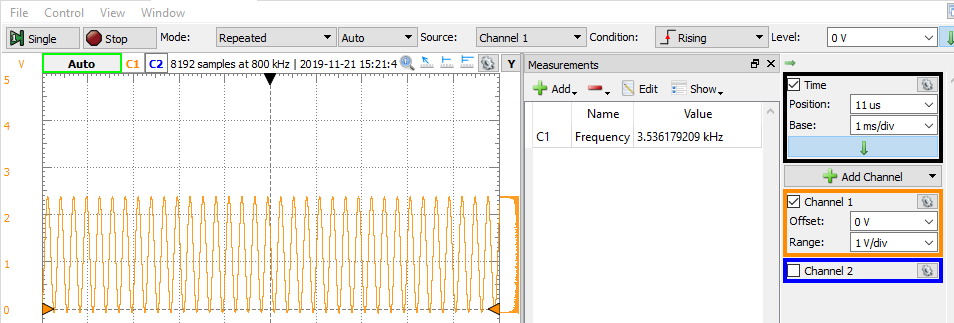 File Control View Window
Single Stop Mode: Repeated Auto Source: Channel 1 Condition: Rising Level: 0 V
V Auto C1 C2 8192 samples at 800 kHz | 2019-11-21 15:21:4 Y
5
4
3
2
1
0
Measurements
Add Edit Show
Name Value
C1 Frequency 3.536179209 kHz
Time
Position: 11 us
Base: 1 ms/div
Add Channel
Channel 1
Offset: 0 V
Range: 1 V/div
Channel 2